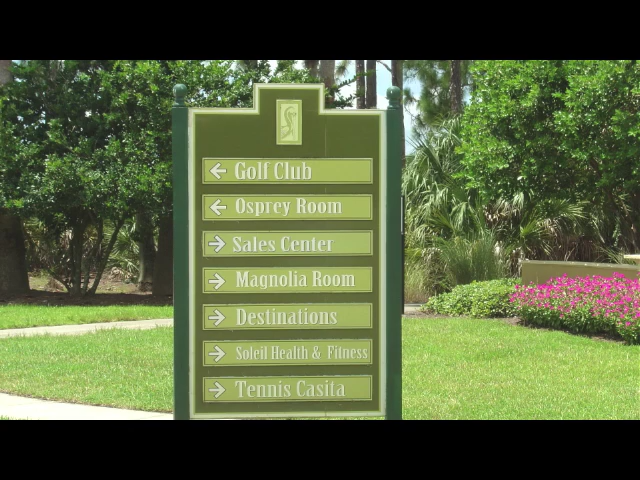 ← Golf Club
← Osprey Room
→ Sales Center
→ Magnolia Room
→ Destinations
→ Soleil Health & Fitness
→ Tennis Casita